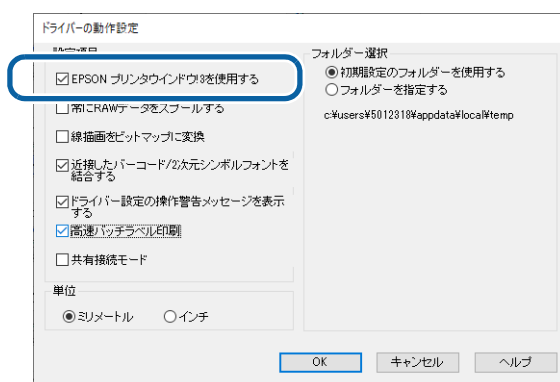 ドライバーの動作設定
設定項目
EPSON プリンタウインドウ!3を使用する
常にRAWデータをスプールする
線描画をビットマップに変換
近接したバーコード/2次元シンボルフォントを
結合する
ドライバー設定の操作警告メッセージを表示
する
高速バッチラベル印刷
共有接続モード
単位
ミリメートル インチ
フォルダー選択
初期設定のフォルダーを使用する
フォルダーを指定する
c:¥users¥5012318¥appdata¥local¥temp
OK キャンセル ヘルプ